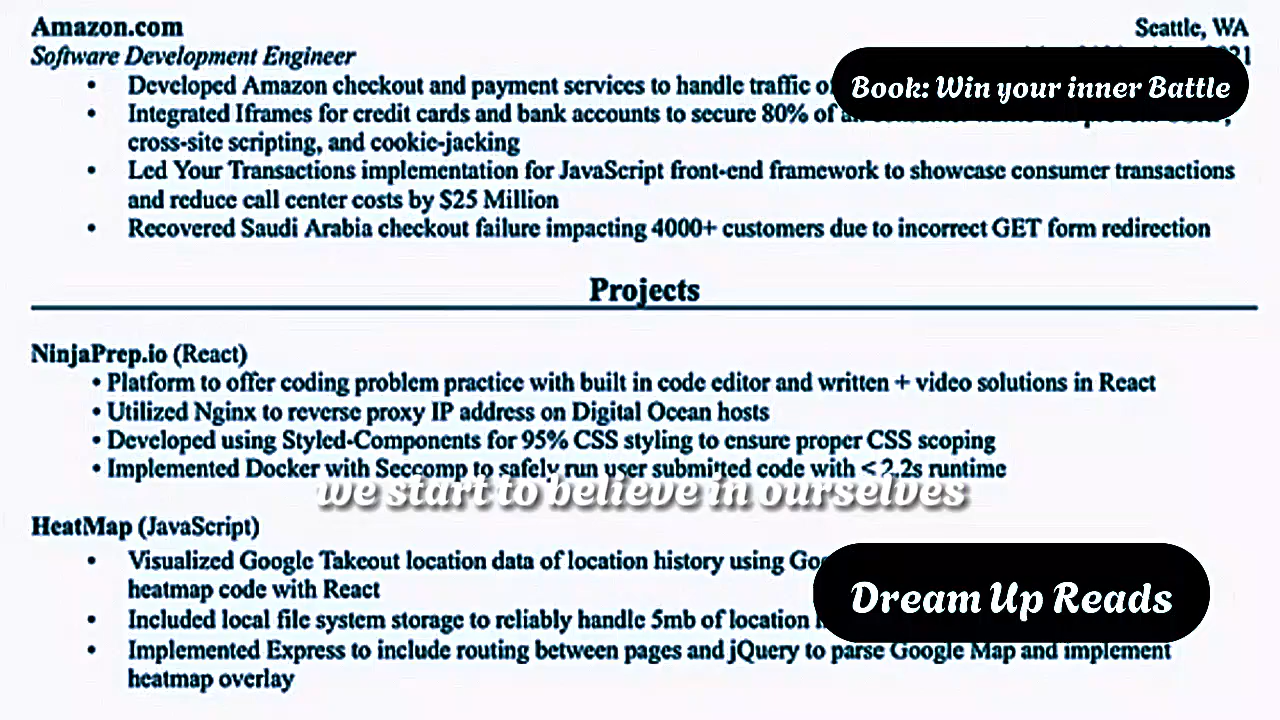 Amazon.com
Seattle, WA
Software Development Engineer
Developed Amazon checkout and payment services to handle traffic of
Book: Win your inner Battle
• Integrated Iframes for credit cards and bank accounts to secure 80% of
cross-site scripting, and cookie-jacking
• Led Your Transactions implementation for JavaScript front-end framework to showcase consumer transactions
and reduce call center costs by $25 Million
• Recovered Saudi Arabia checkout failure impacting 4000+ customers due to incorrect GET form redirection
Projects
NinjaPrep.io (React)
• Platform to offer coding problem practice with built in code editor and written + video solutions in React
• Utilized Nginx to reverse proxy IP address on Digital Ocean hosts
• Developed using Styled-Components for 95% CSS styling to ensure proper CSS scoping
• Implemented Docker with Seccomp to safely run user submitted code with < 2.2s runtime
we start to believe in ourselves
HeatMap (JavaScript)
• Visualized Google Takeout location data of location history using
heatmap code with React
• Included local file system storage to reliably handle 5mb of location
Dream Up Reads
• Implemented Express to include routing between pages and jQuery to parse Google Map and implement
heatmap overlay